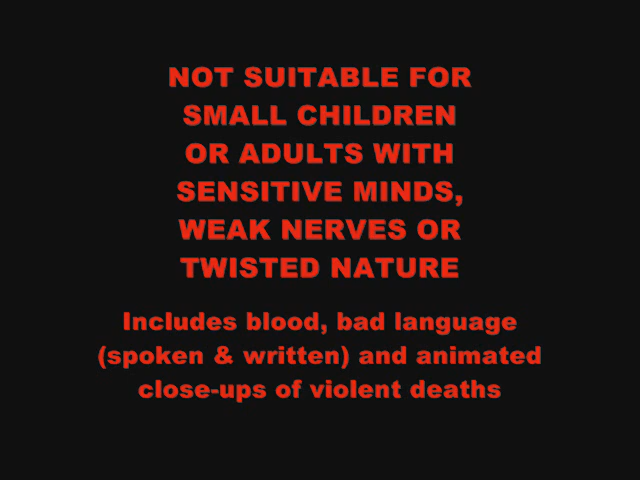 NOT SUITABLE FOR
SMALL CHILDREN
OR ADULTS WITH
SENSITIVE MINDS,
WEAK NERVES OR
TWISTED NATURE
Includes blood, bad language
(spoken & written) and animated
close-ups of violent deaths